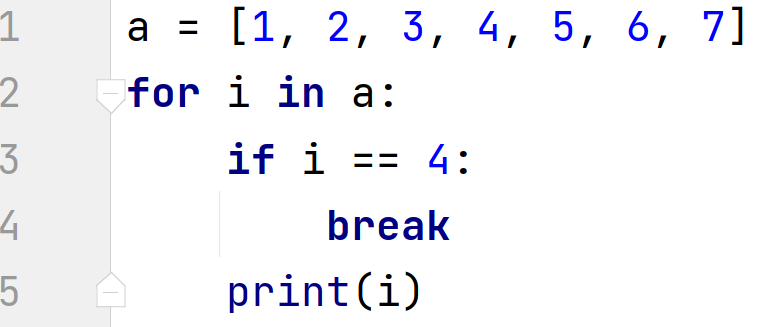 1 a = [1, 2, 3, 4, 5, 6, 7]
2 for i in a:
3     if i == 4:
4         break
5     print(i)